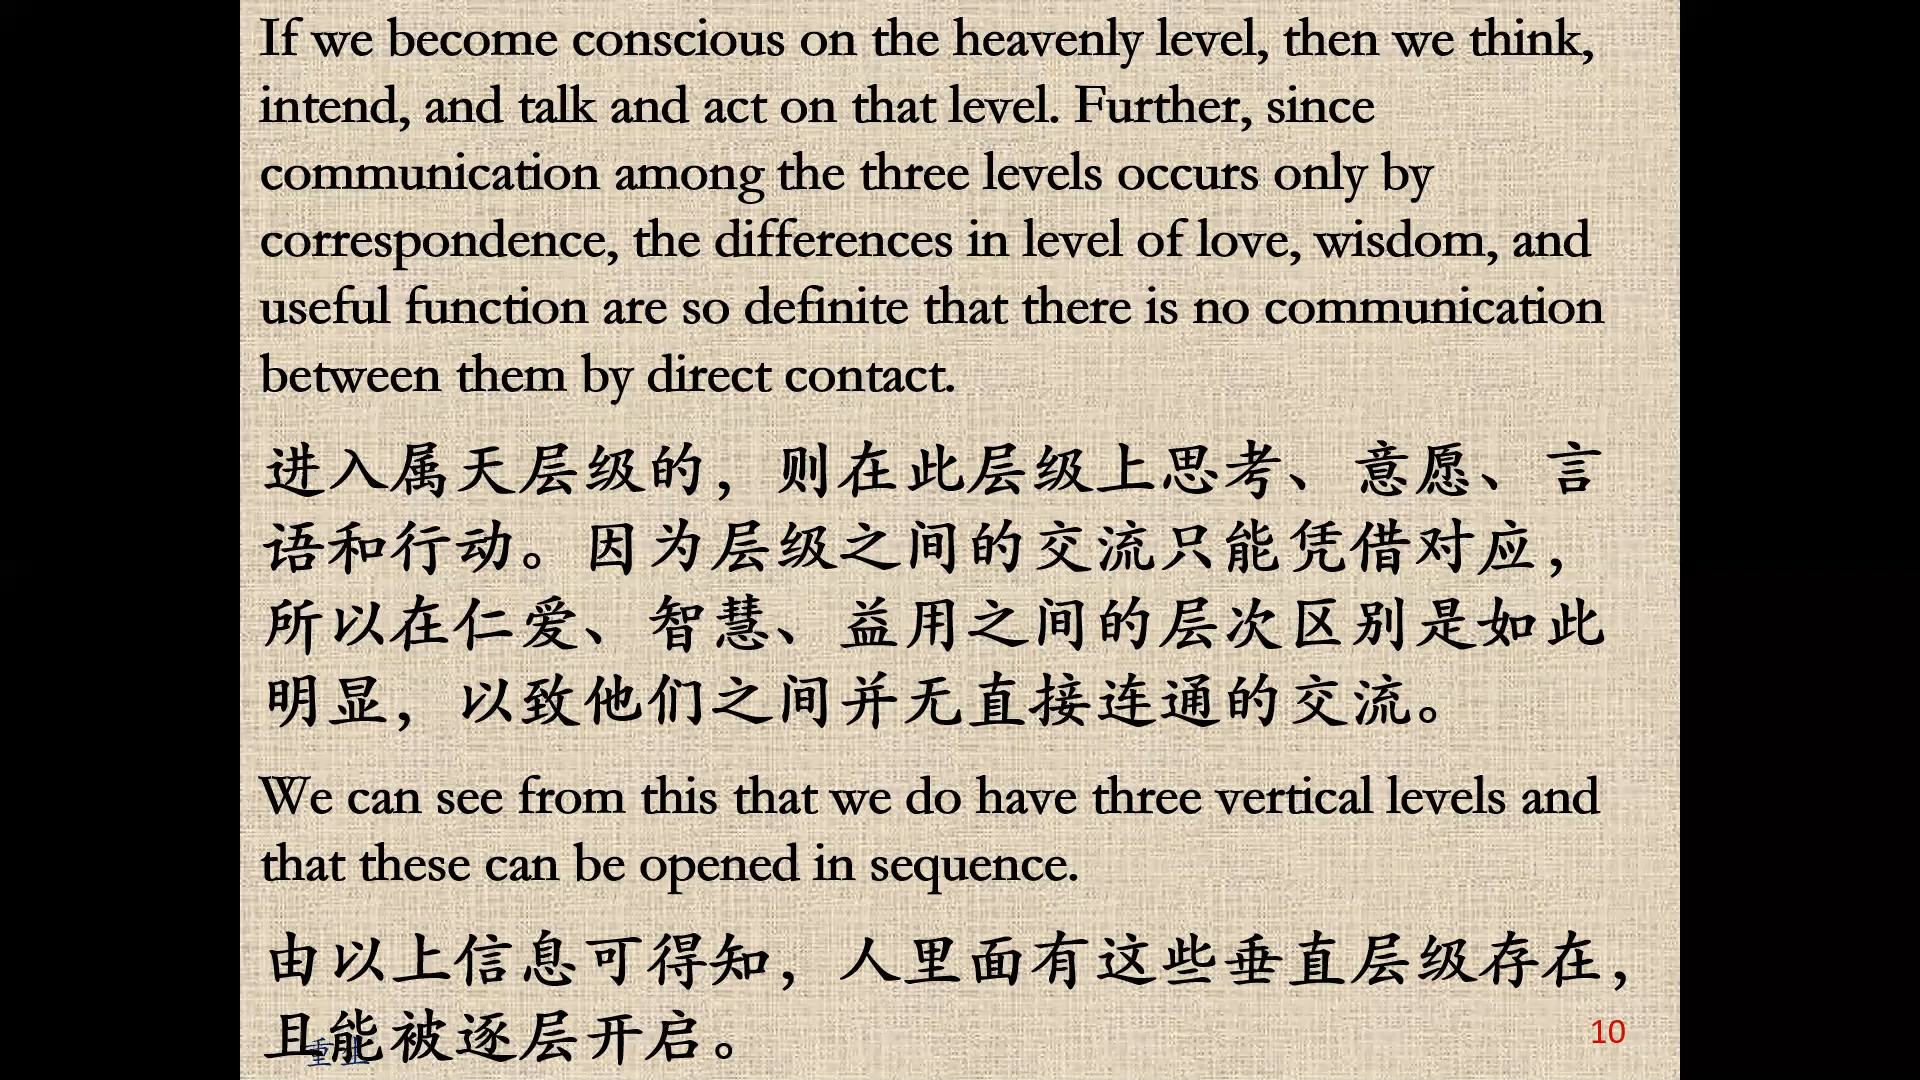 If we become conscious on the heavenly level, then we think,
intend, and talk and act on that level. Further, since
communication among the three levels occurs only by
correspondence, the differences in level of love, wisdom, and
useful function are so definite that there is no communication
between them by direct contact.
进入属天层级的，则在此层级上思考、意愿、言
语和行动。因为层级之间的交流只能凭借对应，
所以在仁爱、智慧、益用之间的层次区别是如此
明显，以致他们之间并无直接连通的交流。
We can see from this that we do have three vertical levels and
that these can be opened in sequence.
由以上信息可得知，人里面有这些垂直层级存在，
且能被逐层开启。
重生
10